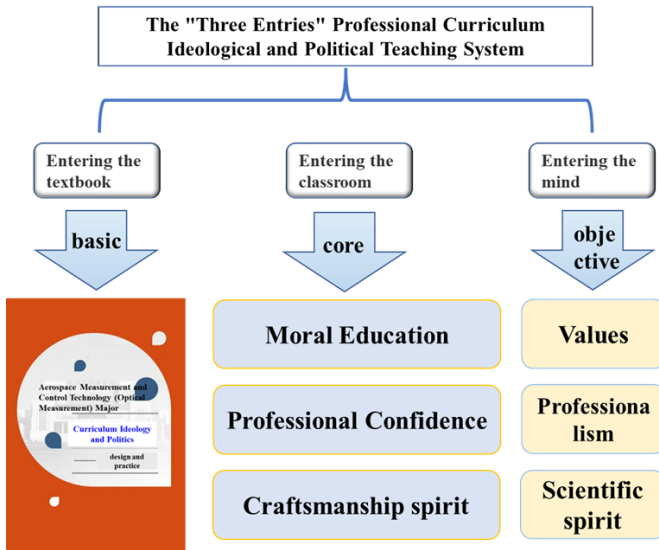 The "Three Entries" Professional Curriculum
Ideological and Political Teaching System
Entering the
textbook
Entering the
classroom
Entering the
mind
basic
core
obje
ctive
Aerospace Measurement and
Control Technology (Optical
Measurement) Major
Curriculum Ideology
and Politics
design and
practice
Moral Education
Professional Confidence
Craftsmanship spirit
Values
Professiona
lism
Scientific
spirit